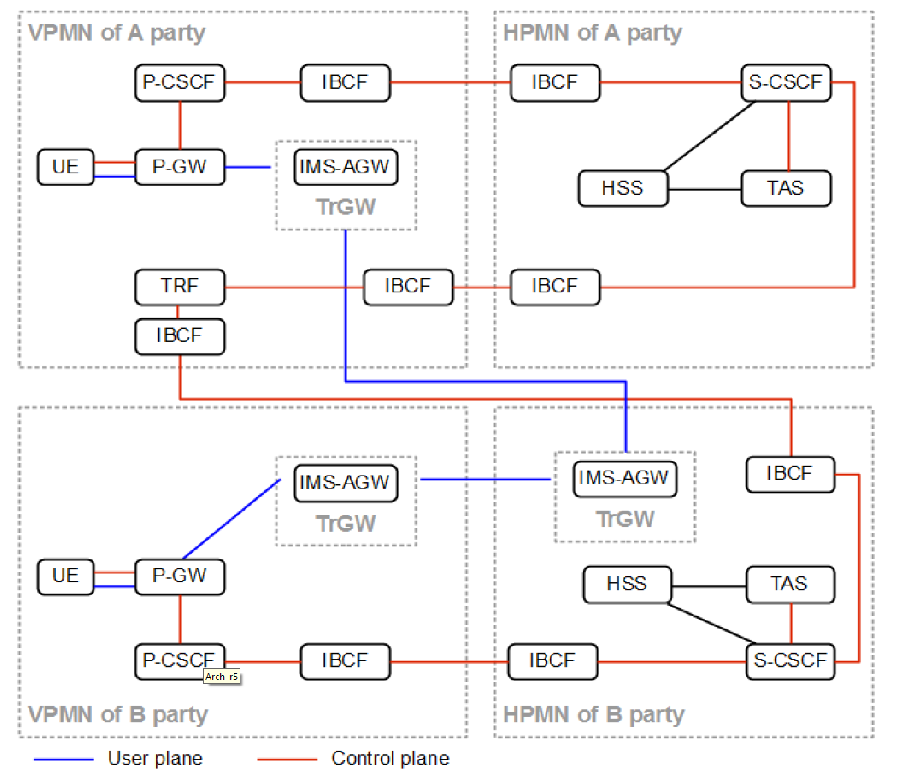 VPMN of A party
HPMN of A party
P-CSCF
IBCF
IBCF
S-CSCF
UE
P-GW
IMS-AGW
TrGW
HSS
TAS
TRF
IBCF
IBCF
IBCF
IMS-AGW
TrGW
IMS-AGW
TrGW
IBCF
UE
P-GW
HSS
TAS
P-CSCF
IBCF
IBCF
S-CSCF
Arch r5
VPMN of B party
HPMN of B party
User plane
Control plane